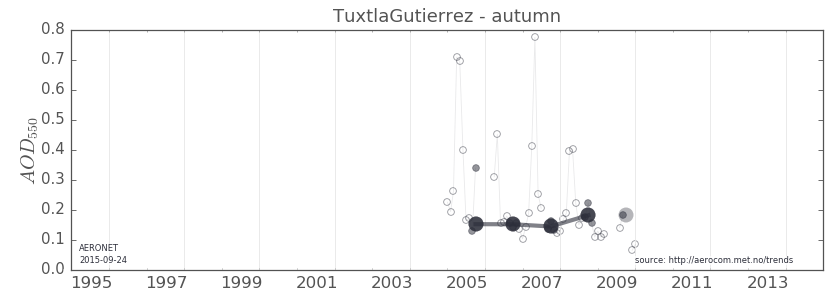 TuxtlaGutierrez - autumn
0.8
0.7
0.6
0.5
0.4
0.3
0.2
0.1
0.0
AOD550
AERONET
2015-09-24
source: http://aerocom.met.no/trends
1995 1997 1999 2001 2003 2005 2007 2009 2011 2013